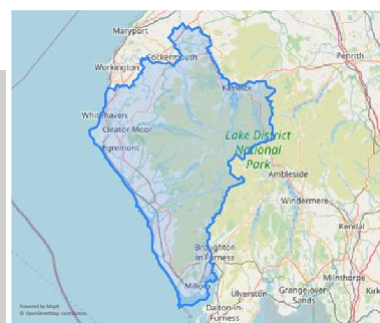 Maryport
Penrith
Cockermouth
Workington
Keswick
Whitehaven
Cleator Moor
Lake District
National
Park
Egremont
Ambleside
Windermere
Kendal
Broughton
in Furness
Milnthorpe
Millom
Ulverston
Grange-over-
Sands
Kirk
Dalton-in-
Furness
Powered by Mapit
© OpenStreetMap contributors